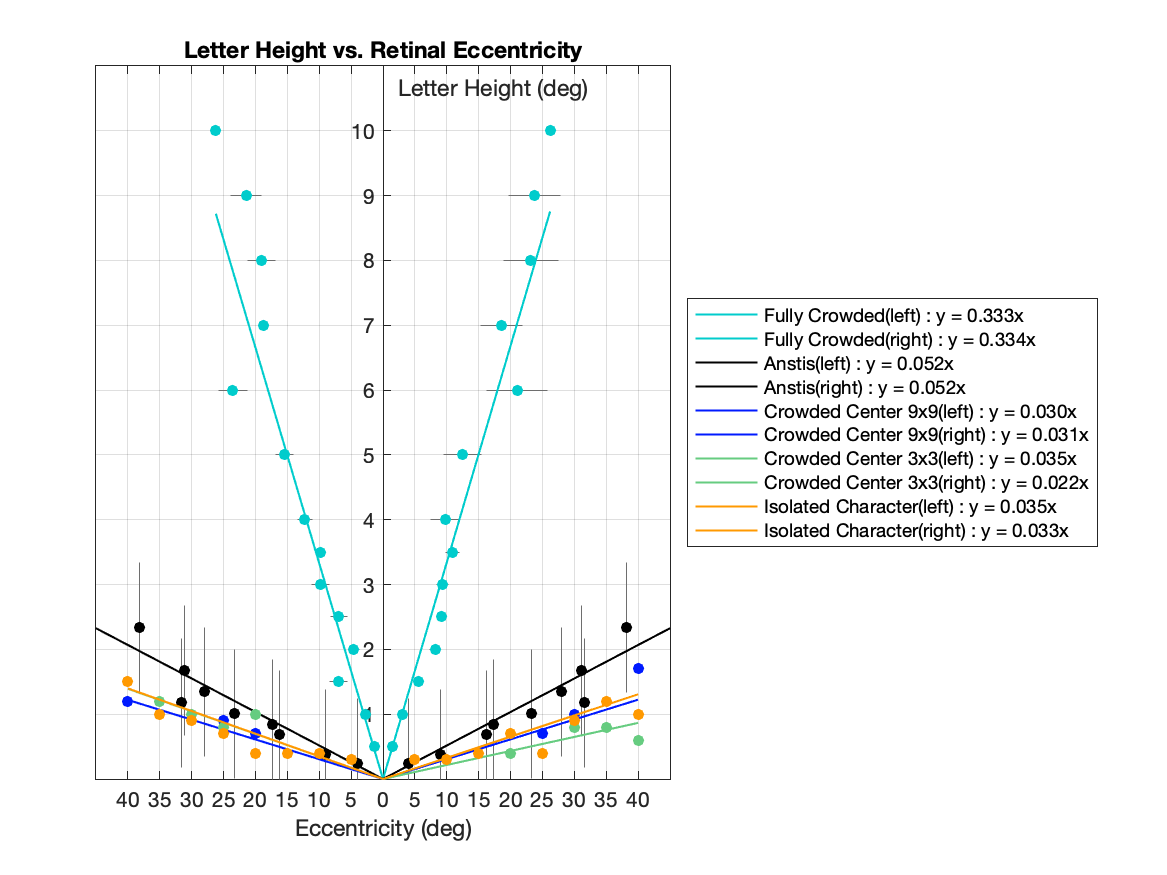 Letter Height vs. Retinal Eccentricity
Letter Height (deg)
10
9
8
7
6
5
4
3
2
1
40 35 30 25 20 15 10 5 0 5 10 15 20 25 30 35 40
Eccentricity (deg)
Fully Crowded(left) : y = 0.333x
Fully Crowded(right) : y = 0.334x
Anstis(left) : y = 0.052x
Anstis(right) : y = 0.052x
Crowded Center 9x9(left) : y = 0.030x
Crowded Center 9x9(right) : y = 0.031x
Crowded Center 3x3(left) : y = 0.035x
Crowded Center 3x3(right) : y = 0.022x
Isolated Character(left) : y = 0.035x
Isolated Character(right) : y = 0.033x